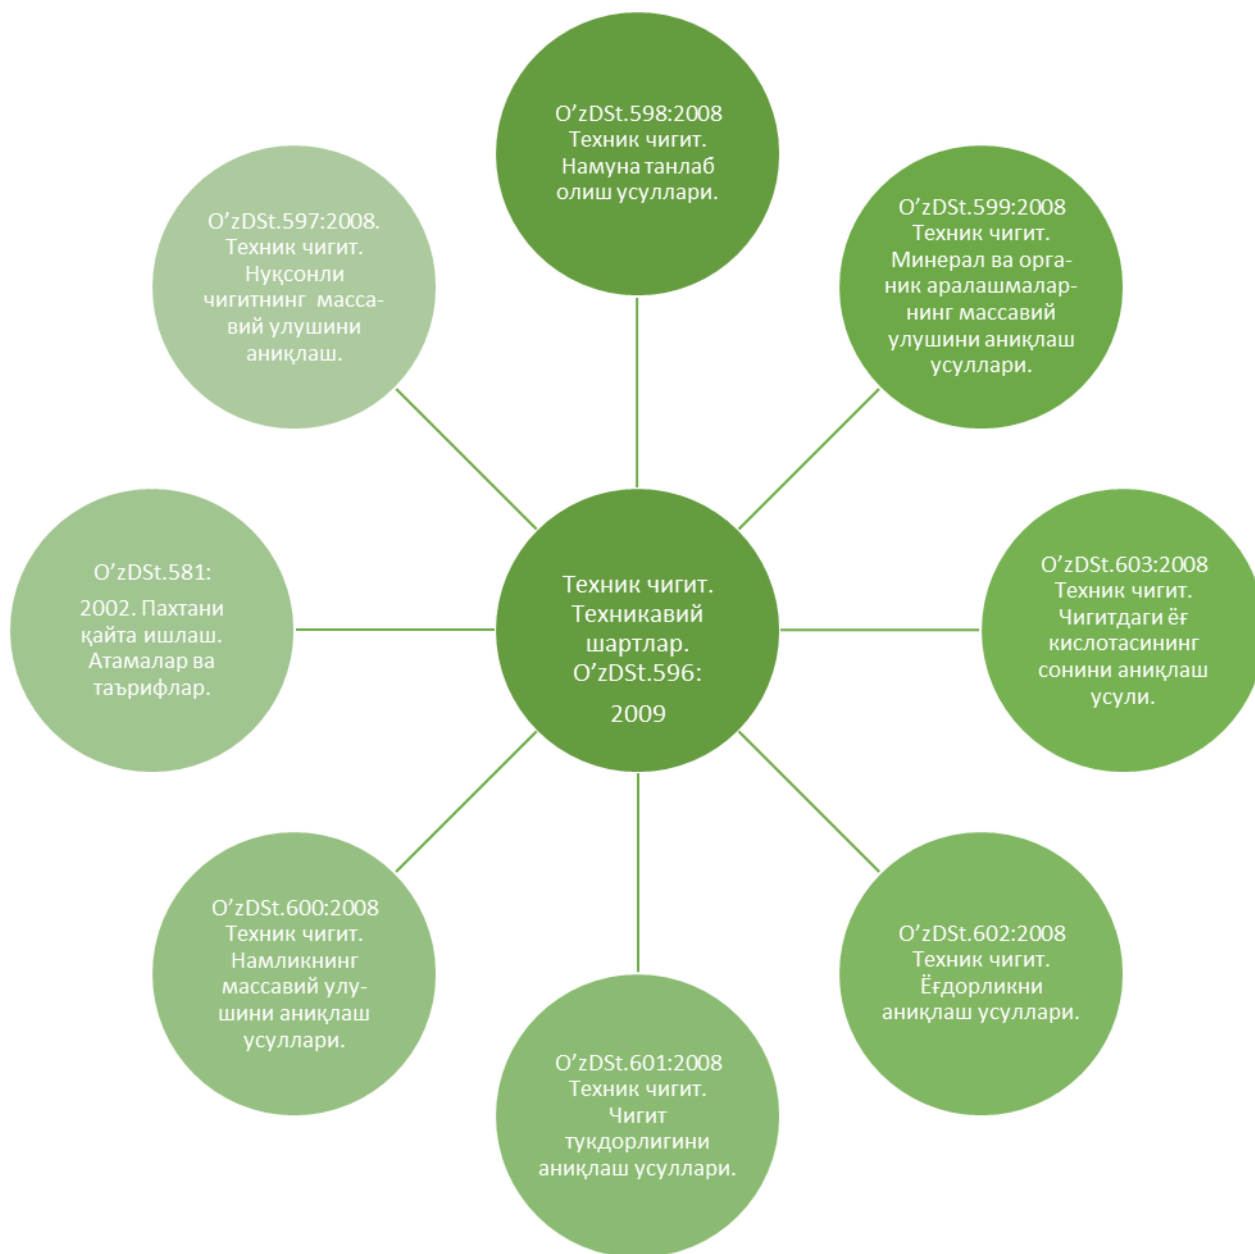 O’zDSt.598:2008
Техник чигит.
Намуна танлаб
олиш усуллари.
O’zDSt.599:2008
Техник чигит.
Минерал ва орга-
ник аралашмалар-
нинг массавий
улушини аниқлаш
усуллари.
O’zDSt.603:2008
Техник чигит.
Чигитдаги ёғ
кислотасининг
сонини аниқлаш
усули.
O’zDSt.602:2008
Техник чигит.
Ёғдорликни
аниқлаш усуллари.
O’zDSt.601:2008
Техник чигит.
Чигит
тукдорлигини
аниқлаш усуллари.
O’zDSt.600:2008
Техник чигит.
Намликнинг
массавий улу-
шини аниқлаш
усуллари.
O’zDSt.581:
2002. Пахтани
қайта ишлаш.
Атамалар ва
таърифлар.
O’zDSt.597:2008.
Техник чигит.
Нуқсонли
чигитнинг массa-
вий улушини
аниқлаш.
Техник чигит.
Техникавий
шартлар.
O’zDSt.596:
2009